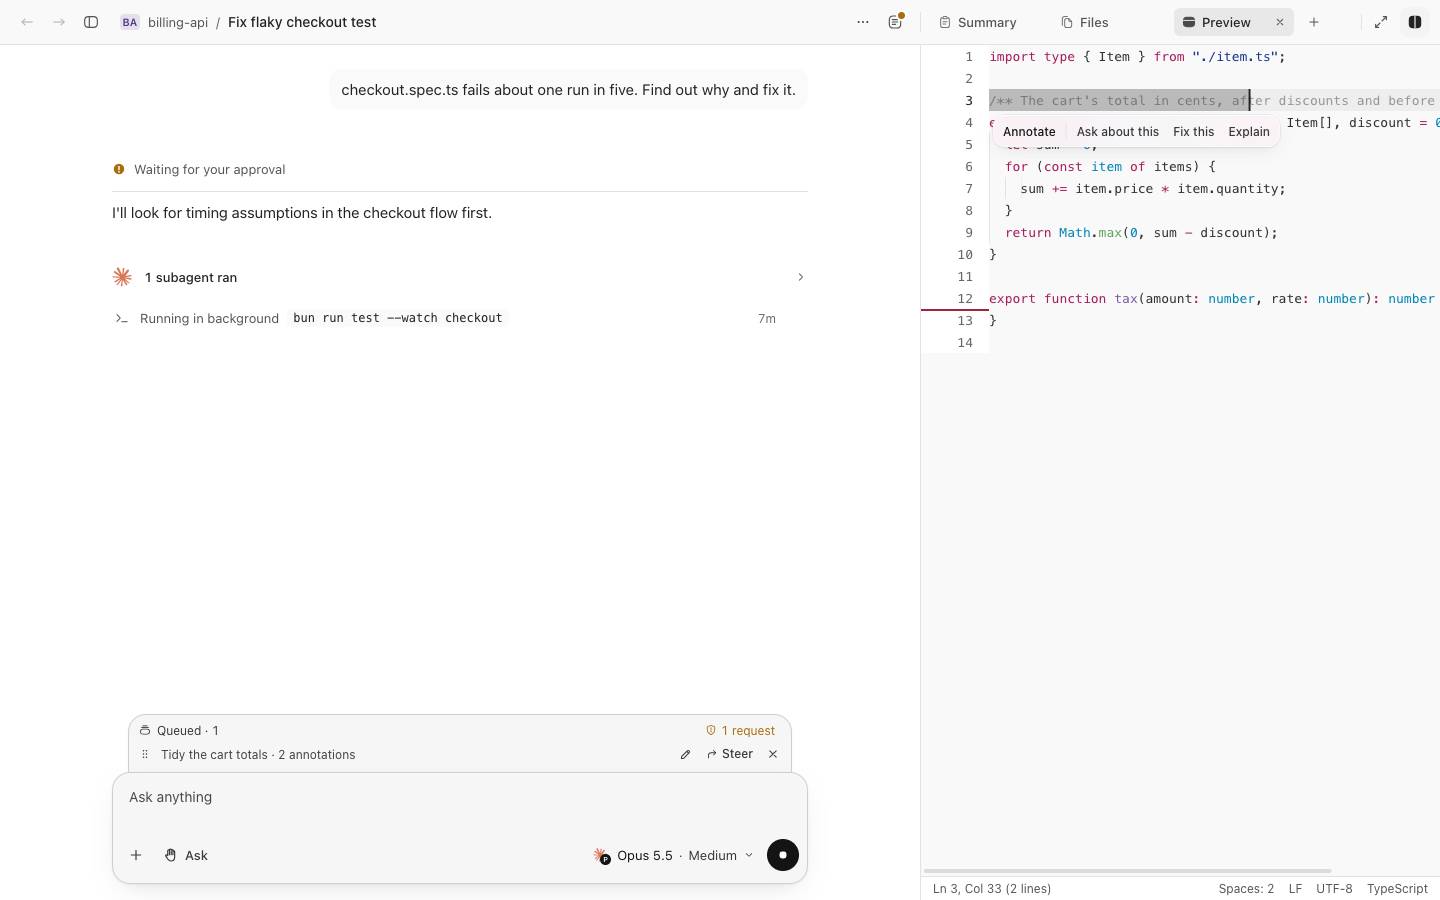 BA billing-api / Fix flaky checkout test
Summary
Files
Preview
checkout.spec.ts fails about one run in five. Find out why and fix it.
Waiting for your approval
I'll look for timing assumptions in the checkout flow first.
1 subagent ran
Running in background bun run test --watch checkout 7m
Queued · 1
1 request
Tidy the cart totals · 2 annotations
Steer
Ask anything
Ask
Opus 5.5 · Medium
1 import type { Item } from "./item.ts";
2
3 /** The cart's total in cents, after discounts and before
4 Item[], discount = 0
Annotate Ask about this Fix this Explain
5
6 for (const item of items) {
7 sum += item.price * item.quantity;
8 }
9 return Math.max(0, sum − discount);
10 }
11
12 export function tax(amount: number, rate: number): number
13 }
14
Ln 3, Col 33 (2 lines)
Spaces: 2 LF UTF-8 TypeScript